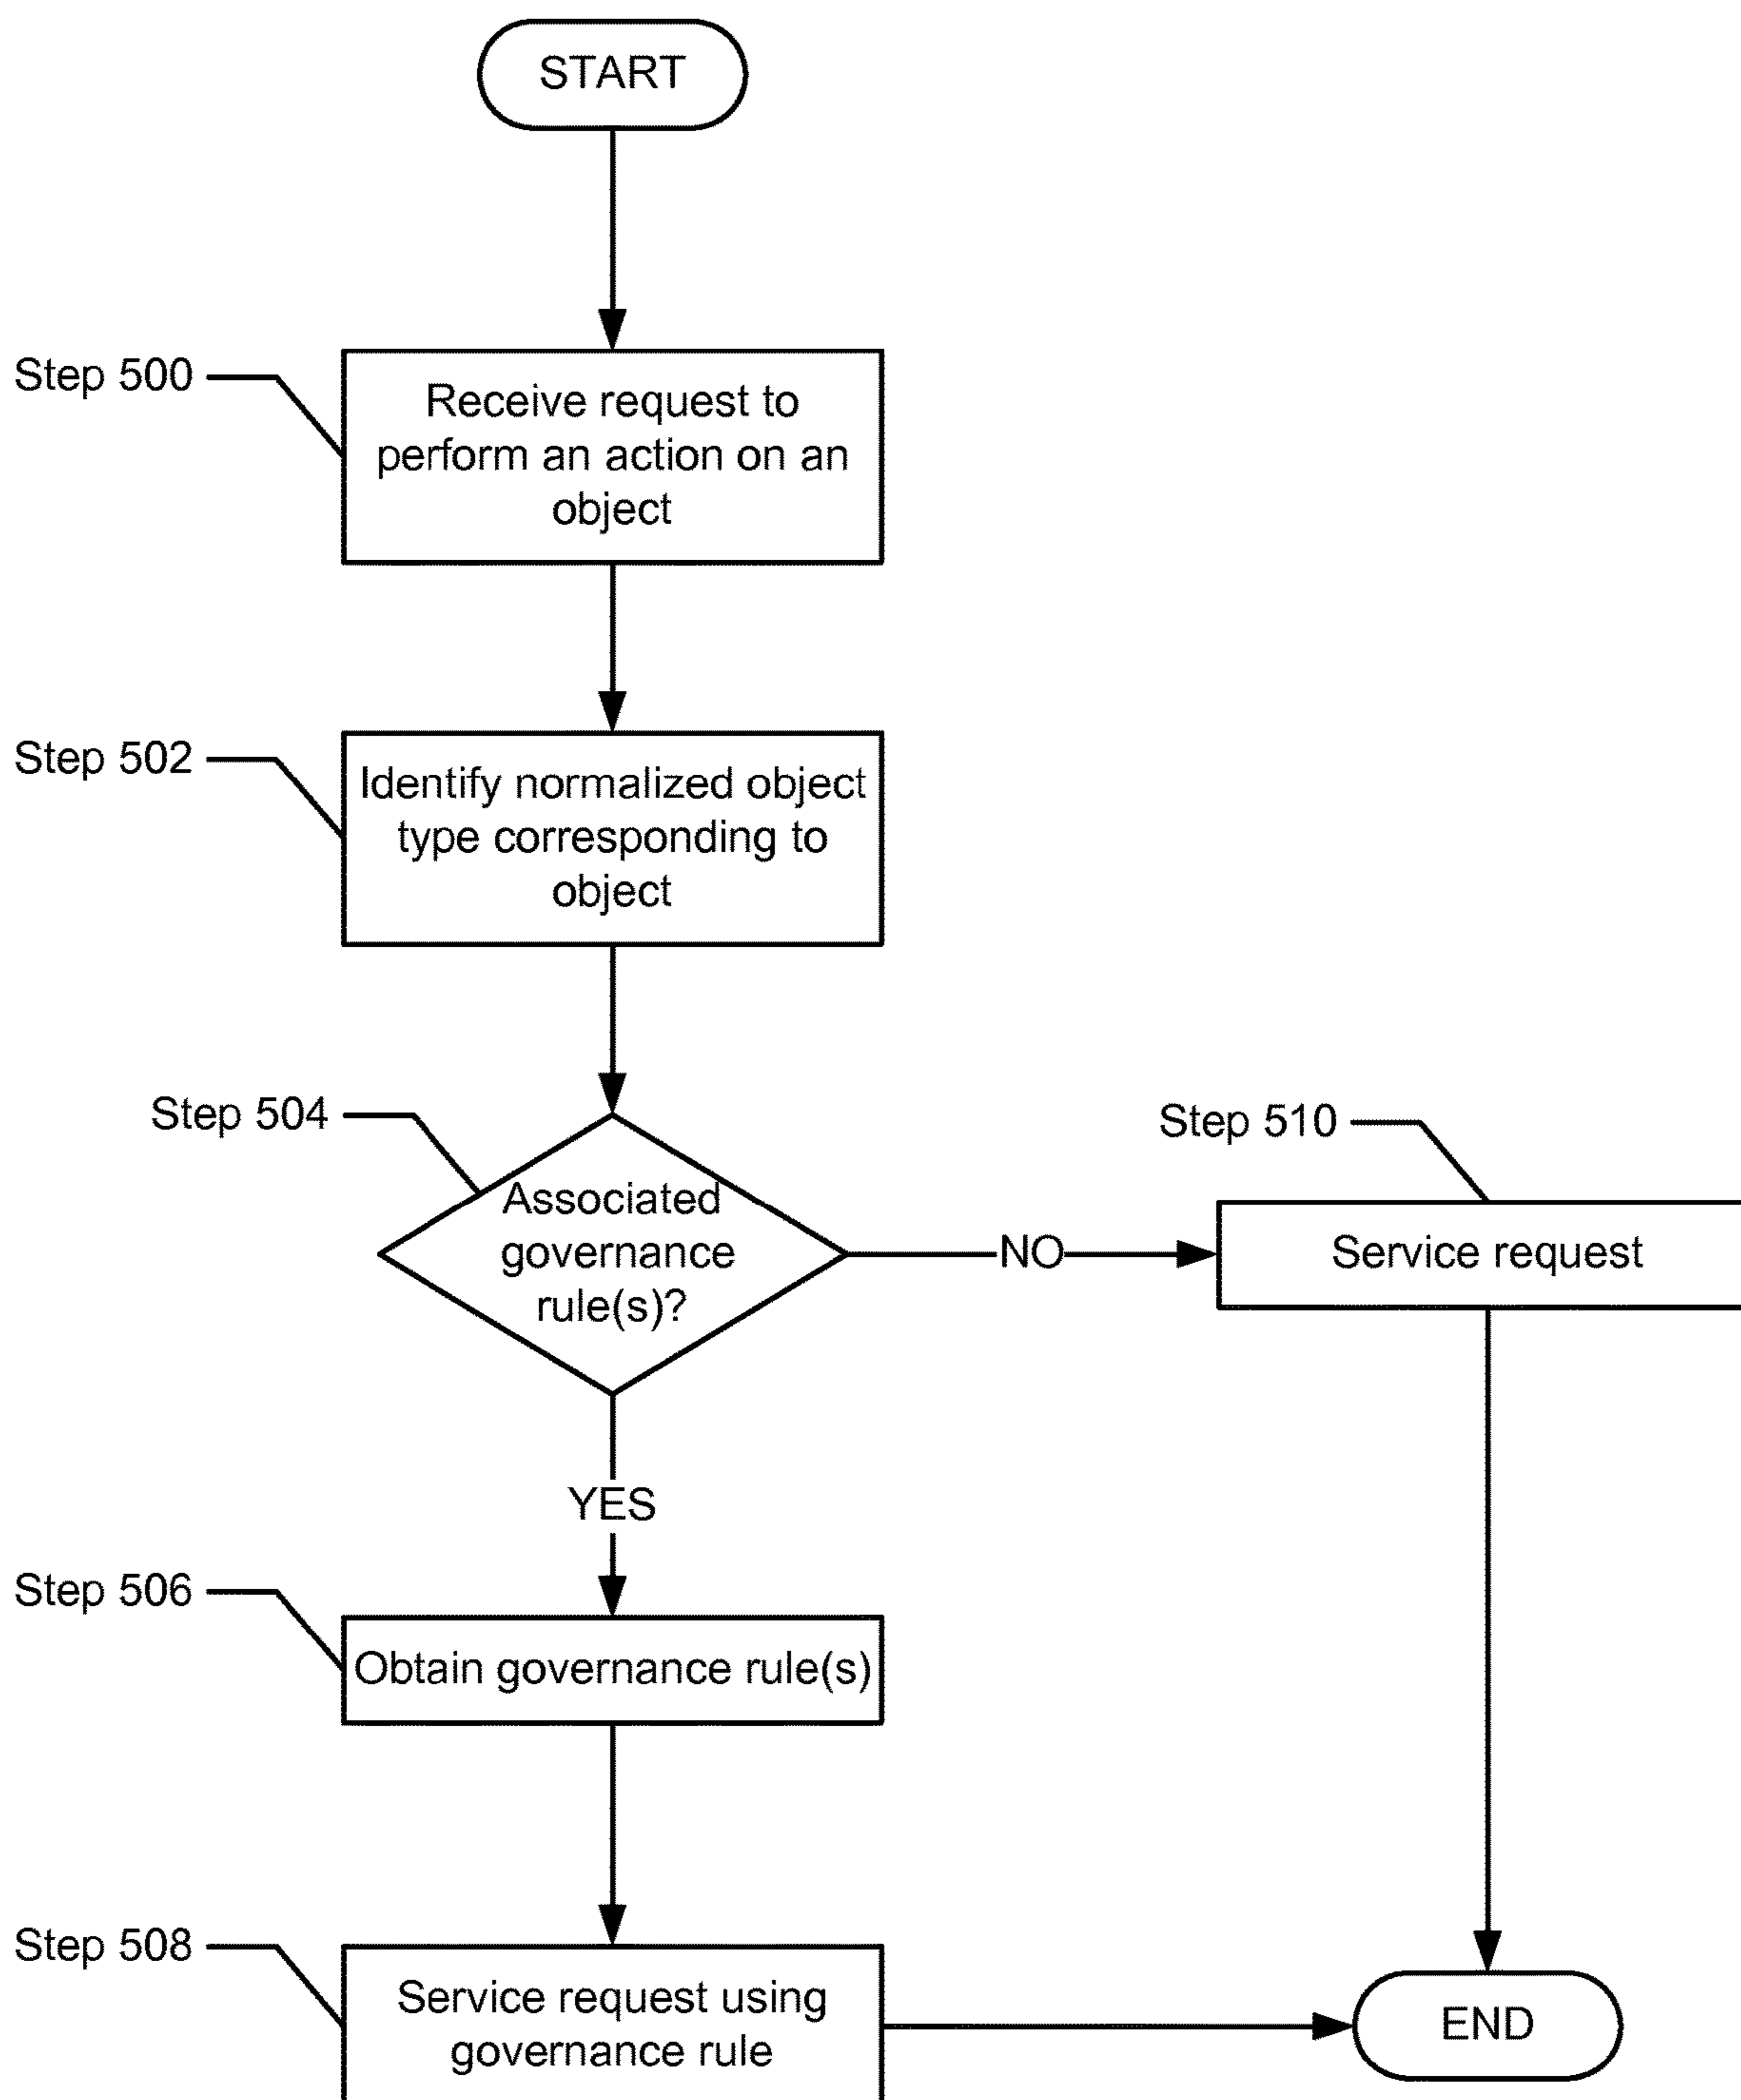 START
Step 500
Receive request to
perform an action on an
object
Step 502
Identify normalized object
type corresponding to
object
Step 504
Associated
governance
rule(s)?
NO
Step 510
Service request
YES
Step 506
Obtain governance rule(s)
Step 508
Service request using
governance rule
END